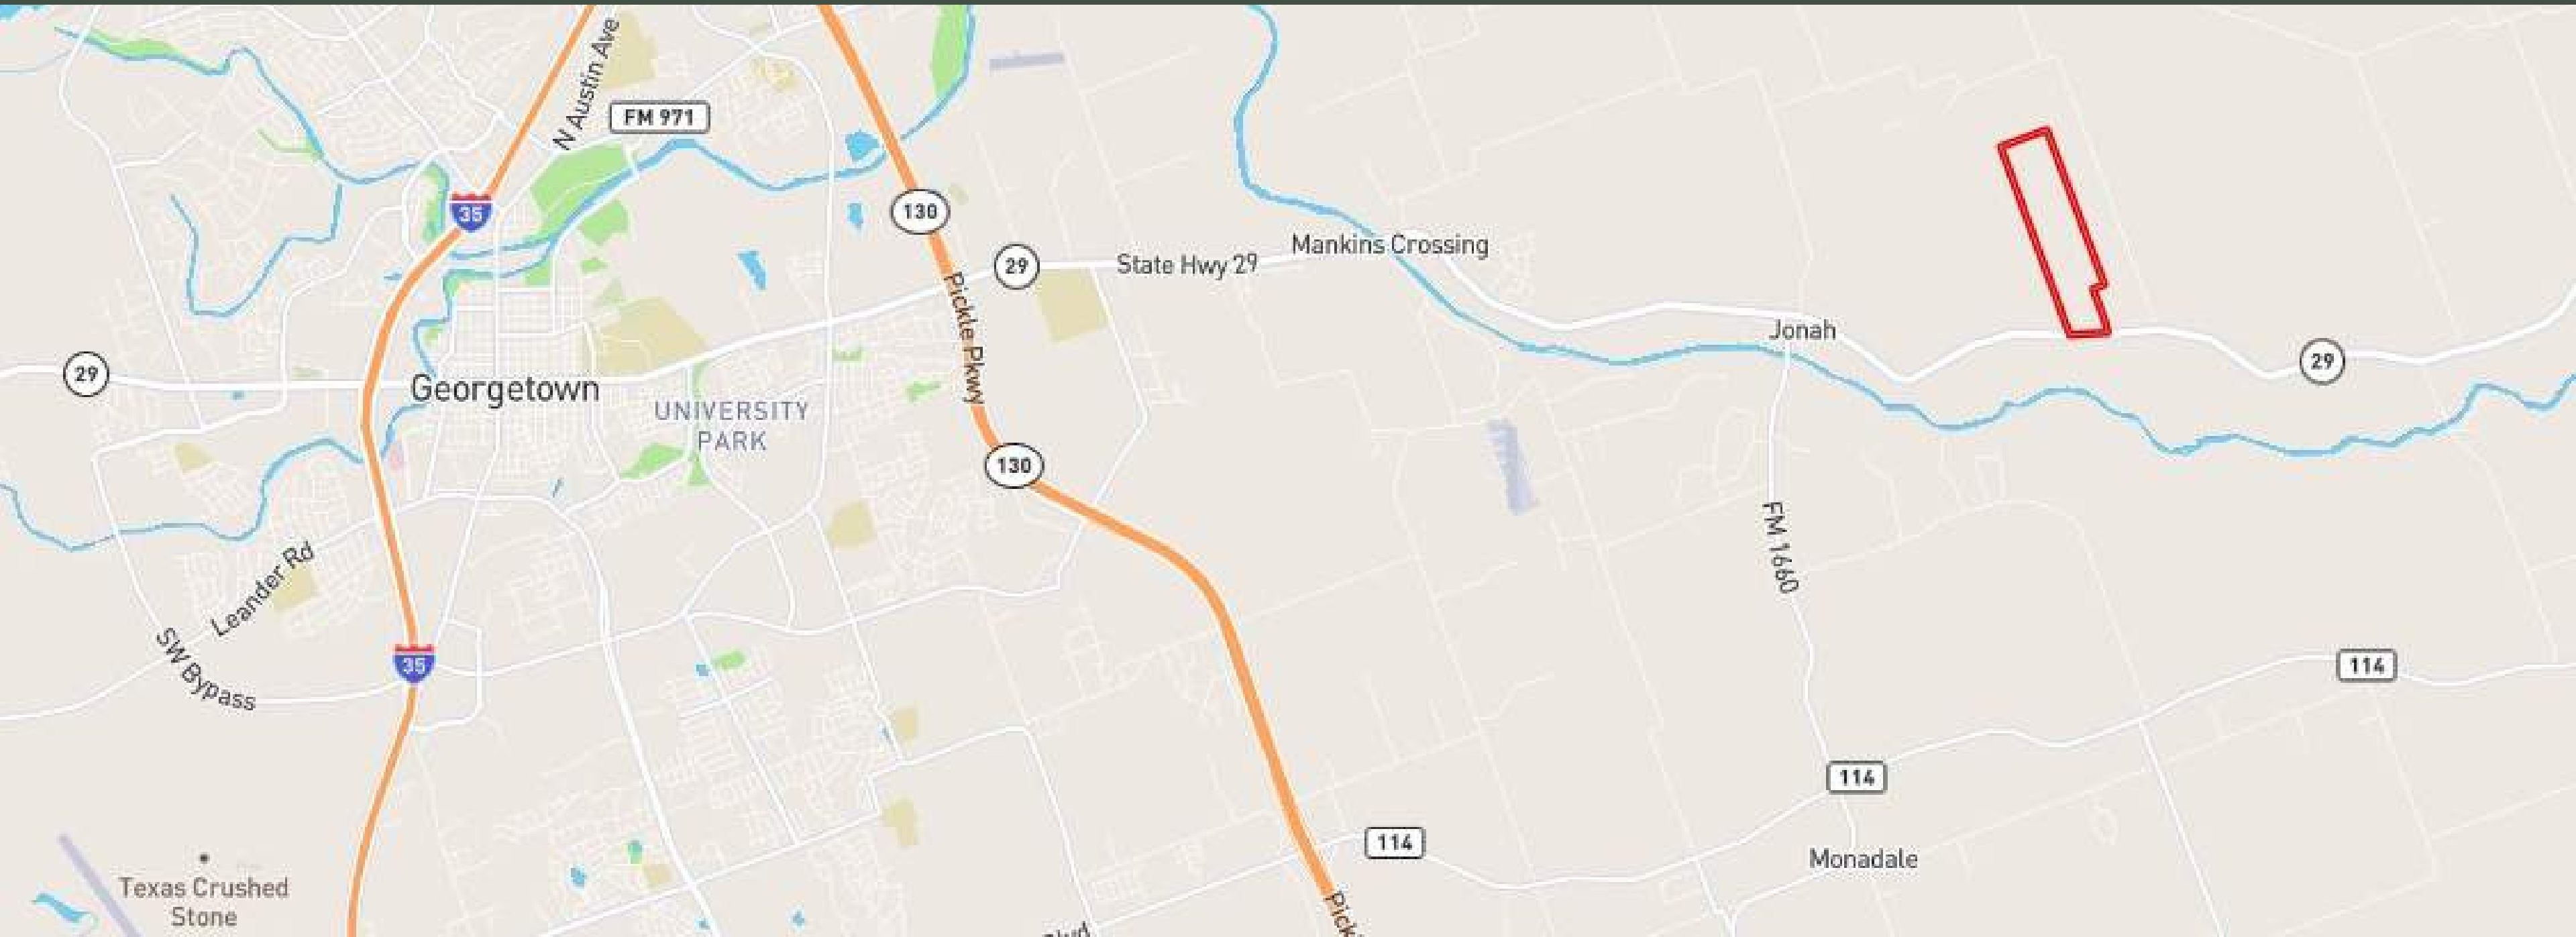 N Austin Ave
FM 971
35
130
29
State Hwy 29
Mankins Crossing
Pickle Pkwy
Jonah
29
29
Georgetown
UNIVERSITY
PARK
130
FM 1660
Leander Rd
SW Bypass
35
114
114
114
Monadale
Texas Crushed
Stone